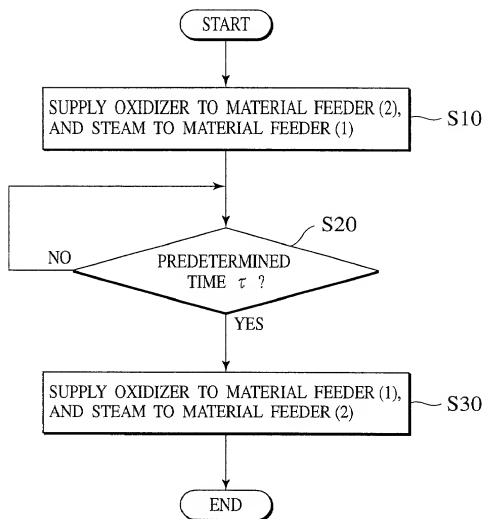 START
SUPPLY OXIDIZER TO MATERIAL FEEDER (2),
AND STEAM TO MATERIAL FEEDER (1)
S10
S20
NO
PREDETERMINED
TIME τ ?
YES
SUPPLY OXIDIZER TO MATERIAL FEEDER (1),
AND STEAM TO MATERIAL FEEDER (2)
S30
END